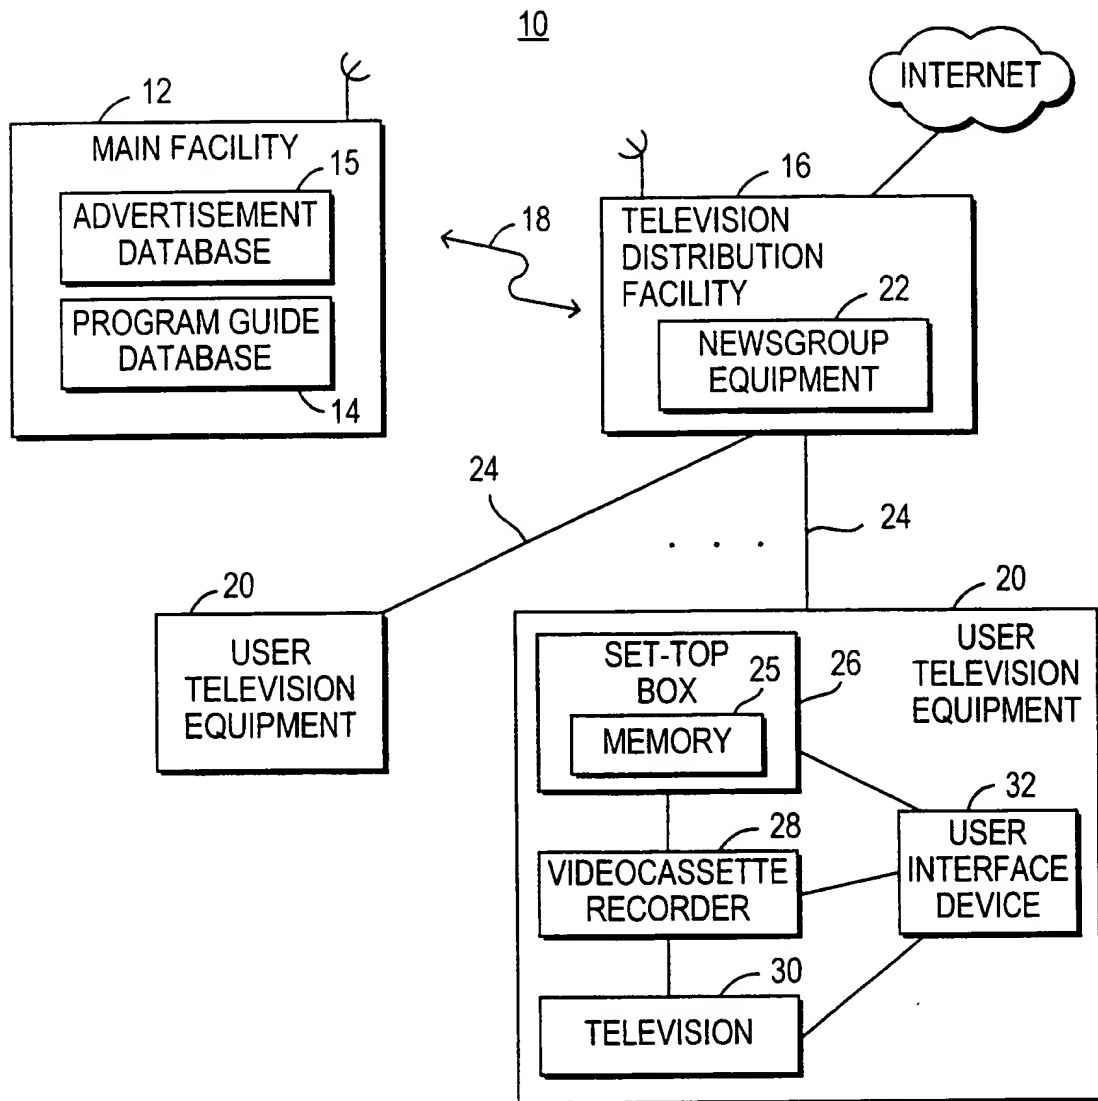 10
INTERNET
12
MAIN FACILITY
15
ADVERTISEMENT
DATABASE
PROGRAM GUIDE
DATABASE
14
18
16
TELEVISION
DISTRIBUTION
FACILITY
22
NEWSGROUP
EQUIPMENT
24
24
. . .
20
USER
TELEVISION
EQUIPMENT
20
USER
TELEVISION
EQUIPMENT
SET-TOP
BOX
25
26
MEMORY
28
VIDEOCASSETTE
RECORDER
32
USER
INTERFACE
DEVICE
30
TELEVISION